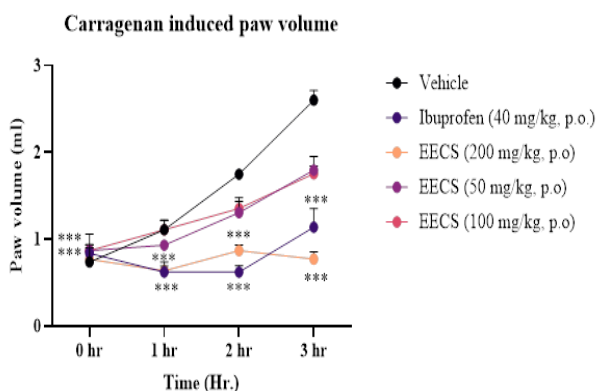 Carragenan induced paw volume
Paw volume (ml)
3
2
1
0
***
***
***
***
***
***
***
***
0 hr
1 hr
2 hr
3 hr
Time (Hr.)
Vehicle
Ibuprofen (40 mg/kg, p.o.)
EECS (200 mg/kg, p.o)
EECS (50 mg/kg, p.o)
EECS (100 mg/kg, p.o)